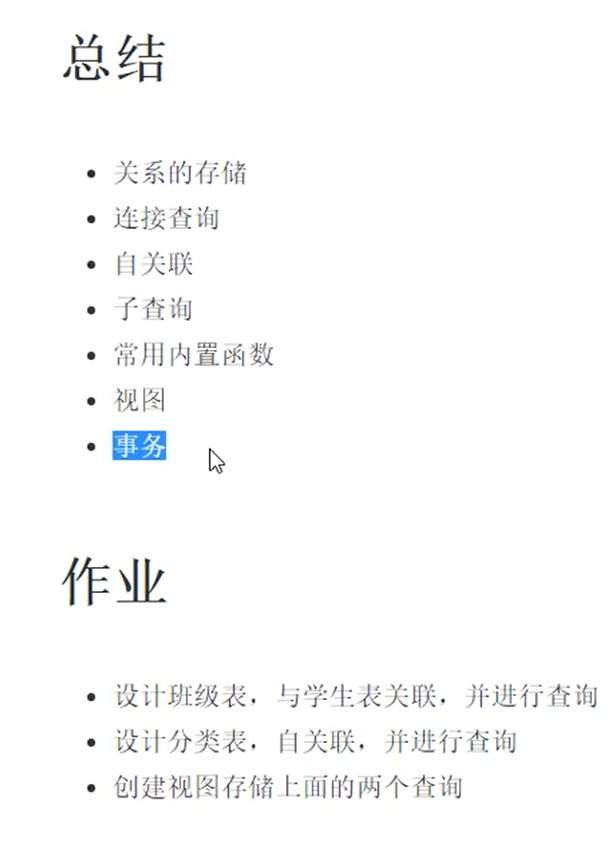 总结
关系的存储
连接查询
自关联
子查询
常用内置函数
视图
事务
作业
设计班级表，与学生表关联，并进行查询
设计分类表，自关联，并进行查询
创建视图存储上面的两个查询